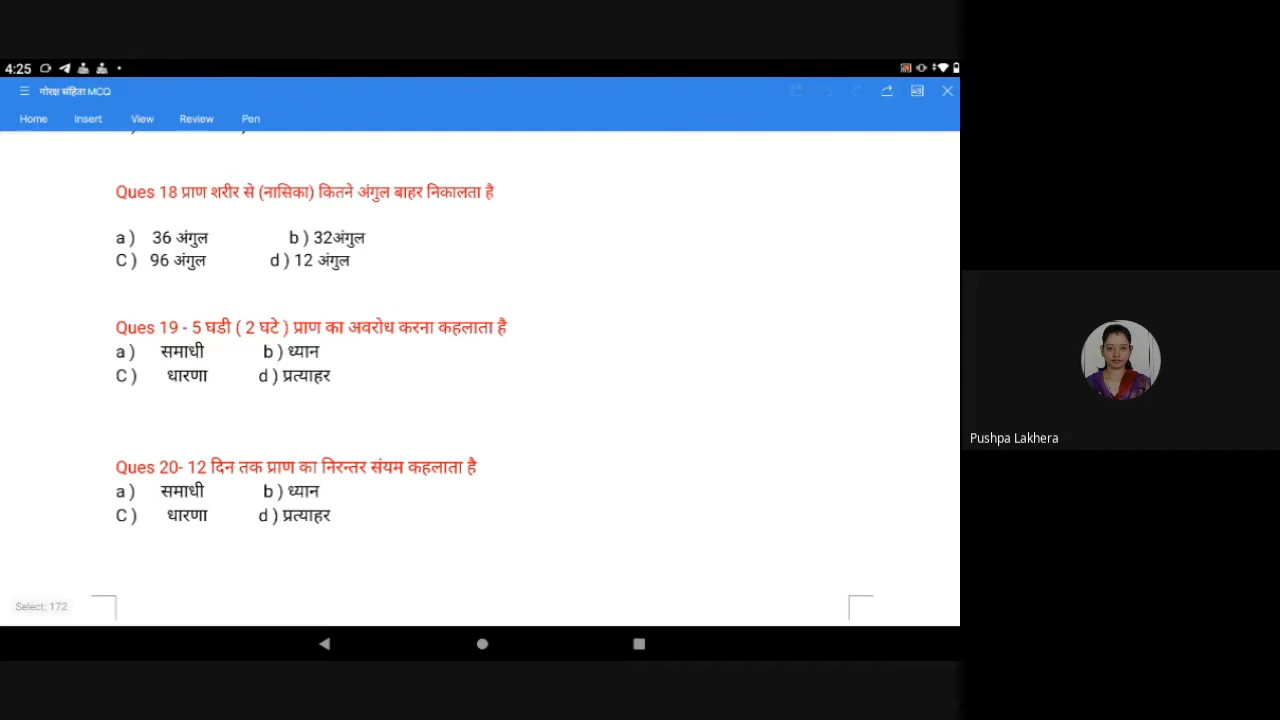 4:25
गोरक्ष संहिता MCQ
Home Insert View Review Pen
Ques 18 प्राण शरीर से (नासिका) कितने अंगुल बाहर निकालता है
a ) 36 अंगुल b ) 32अंगुल
C ) 96 अंगुल d ) 12 अंगुल
Ques 19 - 5 घडी ( 2 घटे ) प्राण का अवरोध करना कहलाता है
a ) समाधी b ) ध्यान
C ) धारणा d ) प्रत्याहर
Ques 20- 12 दिन तक प्राण का निरन्तर संयम कहलाता है
a ) समाधी b ) ध्यान
C ) धारणा d ) प्रत्याहर
Select: 172
Pushpa Lakhera